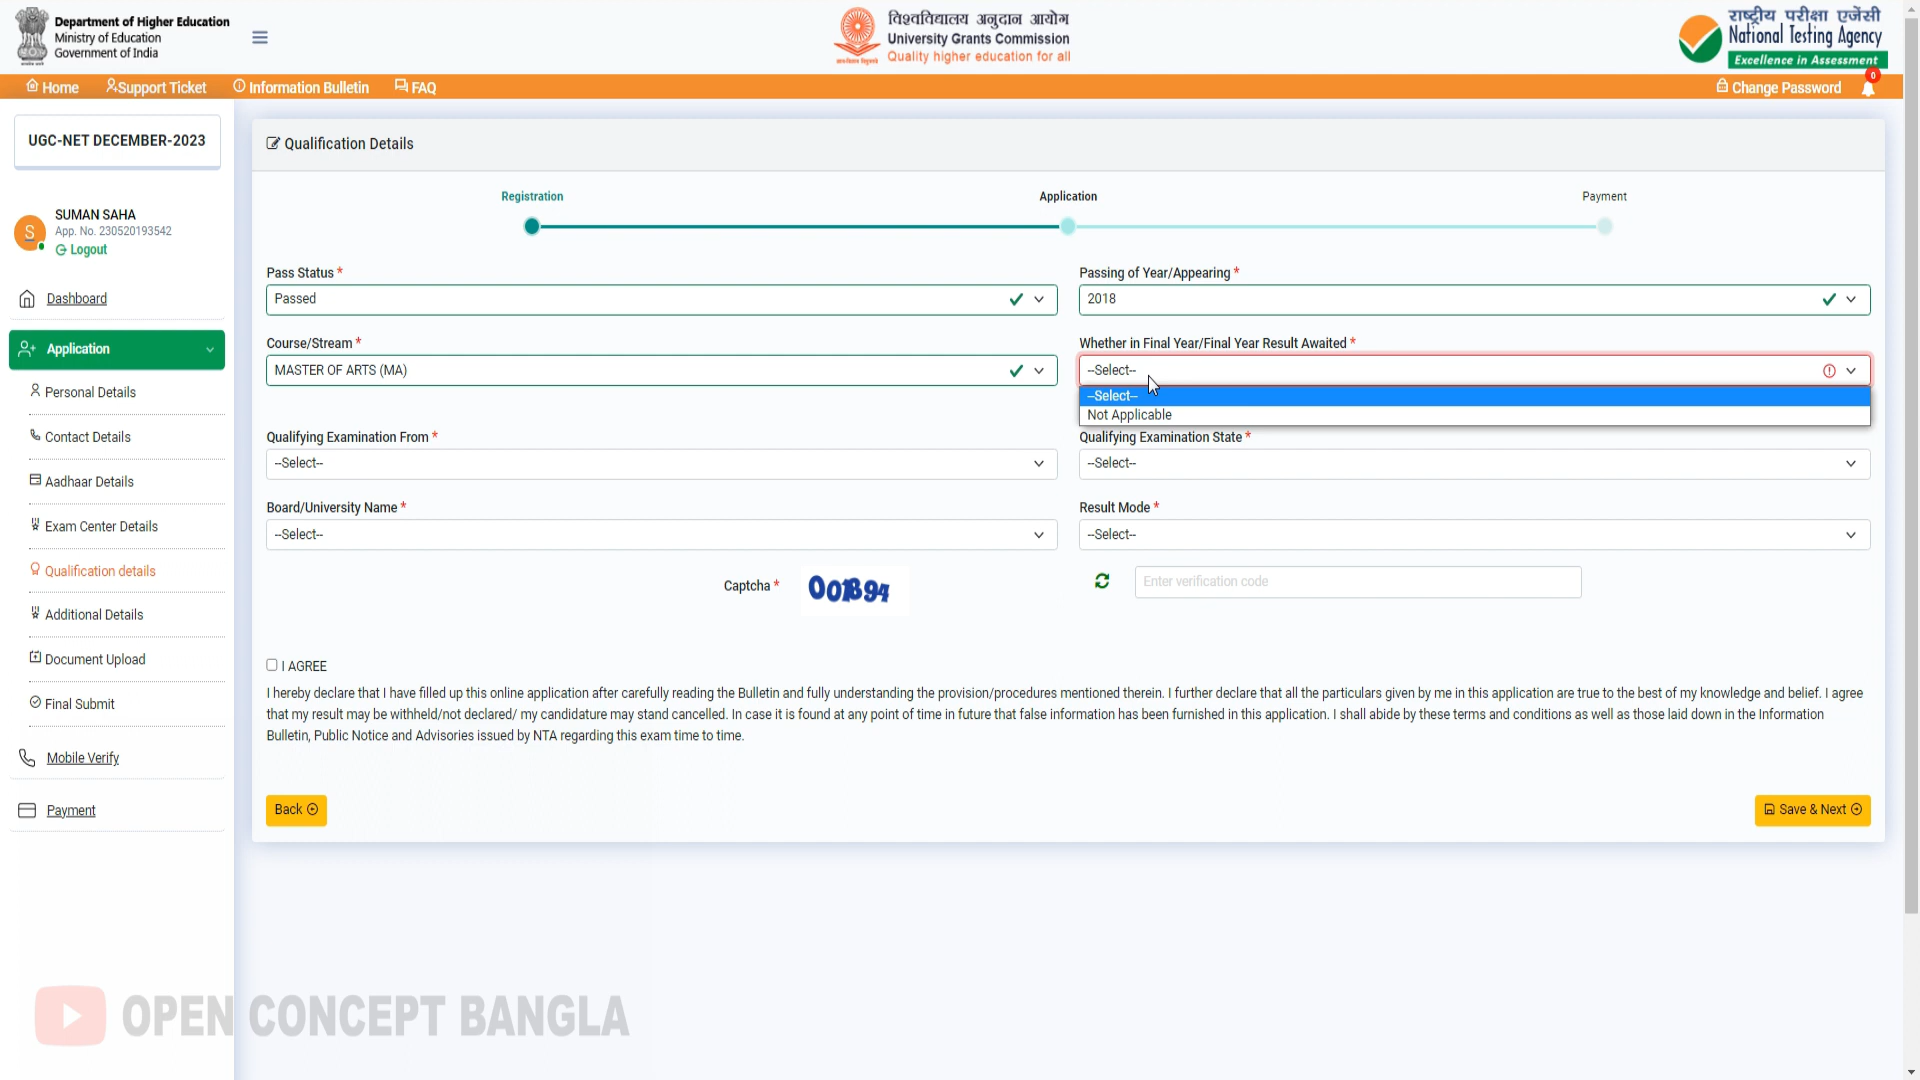 Department of Higher Education
Ministry of Education
Government of India
विश्वविद्यालय अनुदान आयोग
University Grants Commission
Quality higher education for all
राष्ट्रीय परीक्षा एजेंसी
National Testing Agency
Excellence in Assessment
Home Support Ticket Information Bulletin FAQ
Change Password 0
UGC-NET DECEMBER-2023
S
SUMAN SAHA
App. No. 230520193542
Logout
Dashboard
Application
Personal Details
Contact Details
Aadhaar Details
Exam Center Details
Qualification details
Additional Details
Document Upload
Final Submit
Mobile Verify
Payment
Qualification Details
Registration Application Payment
Pass Status * Passing of Year/Appearing *
Passed 2018
Course/Stream * Whether in Final Year/Final Year Result Awaited *
MASTER OF ARTS (MA) --Select--
--Select--
Not Applicable
Qualifying Examination From * Qualifying Examination State *
--Select-- --Select--
Board/University Name * Result Mode *
--Select-- --Select--
Captcha * 001894 Enter verification code
I AGREE
I hereby declare that I have filled up this online application after carefully reading the Bulletin and fully understanding the provision/procedures mentioned therein. I further declare that all the particulars given by me in this application are true to the best of my knowledge and belief. I agree
that my result may be withheld/not declared/ my candidature may stand cancelled. In case it is found at any point of time in future that false information has been furnished in this application. I shall abide by these terms and conditions as well as those laid down in the Information
Bulletin, Public Notice and Advisories issued by NTA regarding this exam time to time.
Back Save & Next
OPEN CONCEPT BANGLA